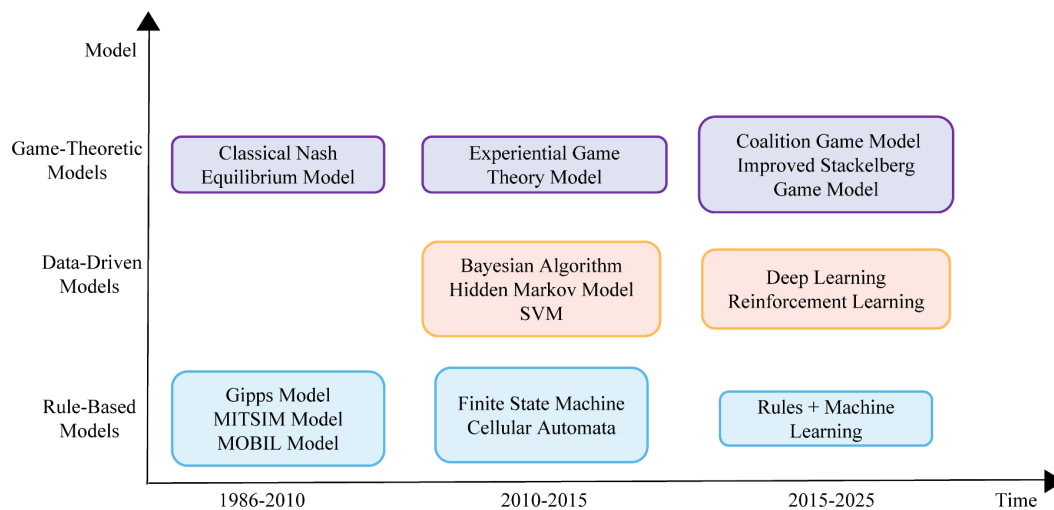 Model
Game-Theoretic
Models
Classical Nash
Equilibrium Model
Experiential Game
Theory Model
Coalition Game Model
Improved Stackelberg
Game Model
Data-Driven
Models
Bayesian Algorithm
Hidden Markov Model
SVM
Deep Learning
Reinforcement Learning
Rule-Based
Models
Gipps Model
MITSIM Model
MOBIL Model
Finite State Machine
Cellular Automata
Rules + Machine
Learning
1986-2010
2010-2015
2015-2025
Time